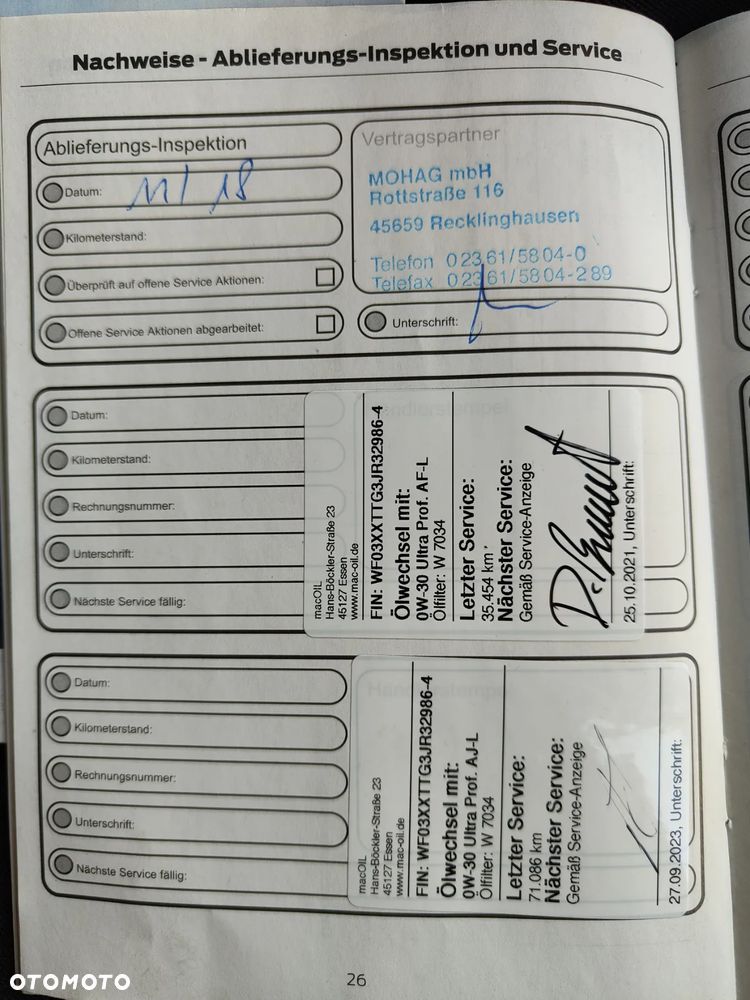 Nachweise - Ablieferungs-Inspektion und Service
Ablieferungs-Inspektion
Datum: 11/18
Kilometerstand:
Überprüft auf offene Service Aktionen:
Offene Service Aktionen abgearbeitet:
Vertragspartner
MOHAG mbH
Rottstraße 116
45659 Recklinghausen
Telefon 02361/5804-0
Telefax 02361/5804-289
Unterschrift:
Datum:
Kilometerstand:
Rechnungsnummer:
Unterschrift:
Nächste Service fällig:
Händlerstempel
macOIL
Hans-Böckler-Straße 23
45127 Essen
www.mac-oil.de
FIN: WF03XXTTG3JR32986-4
Ölwechsel mit:
0W-30 Ultra Prof. AF-L
Ölfilter: W 7034
Letzter Service:
35.454 km
Nächster Service:
Gemäß Service-Anzeige
25.10.2021, Unterschrift:
Datum:
Kilometerstand:
Rechnungsnummer:
Unterschrift:
Nächste Service fällig:
Händlerstempel
macOIL
Hans-Böckler-Straße 23
45127 Essen
www.mac-oil.de
FIN: WF03XXTTG3JR32986-4
Ölwechsel mit:
0W-30 Ultra Prof. AJ-L
Ölfilter: W 7034
Letzter Service:
71.086 km
Nächster Service:
Gemäß Service-Anzeige
27.09.2023, Unterschrift:
26
OTOMOTO